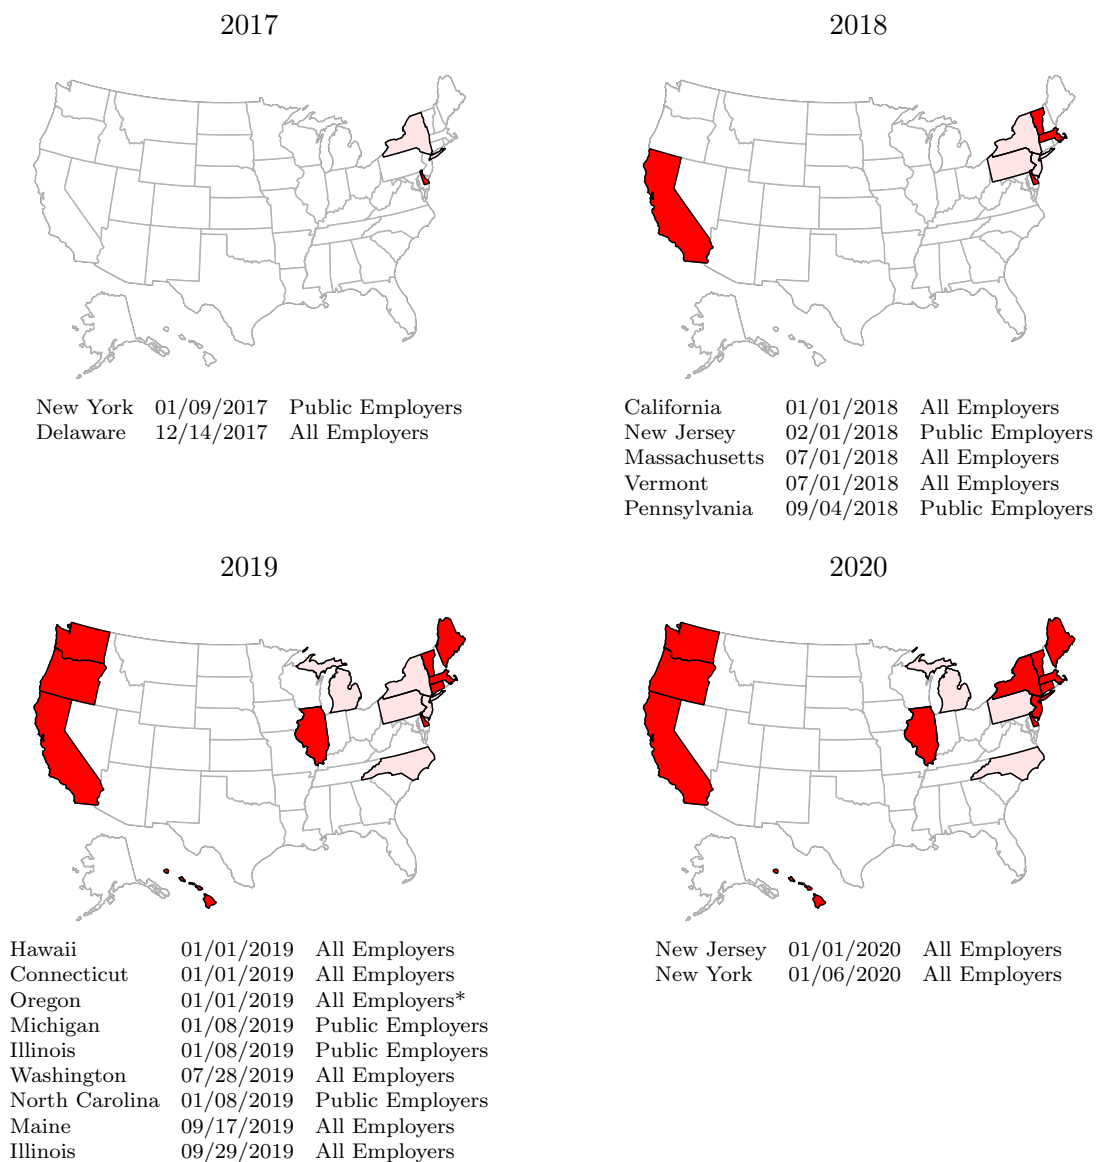 2017
New York 01/09/2017 Public Employers
Delaware 12/14/2017 All Employers
2018
California 01/01/2018 All Employers
New Jersey 02/01/2018 Public Employers
Massachusetts 07/01/2018 All Employers
Vermont 07/01/2018 All Employers
Pennsylvania 09/04/2018 Public Employers
2019
Hawaii 01/01/2019 All Employers
Connecticut 01/01/2019 All Employers
Oregon 01/01/2019 All Employers*
Michigan 01/08/2019 Public Employers
Illinois 01/08/2019 Public Employers
Washington 07/28/2019 All Employers
North Carolina 01/08/2019 Public Employers
Maine 09/17/2019 All Employers
Illinois 09/29/2019 All Employers
2020
New Jersey 01/01/2020 All Employers
New York 01/06/2020 All Employers